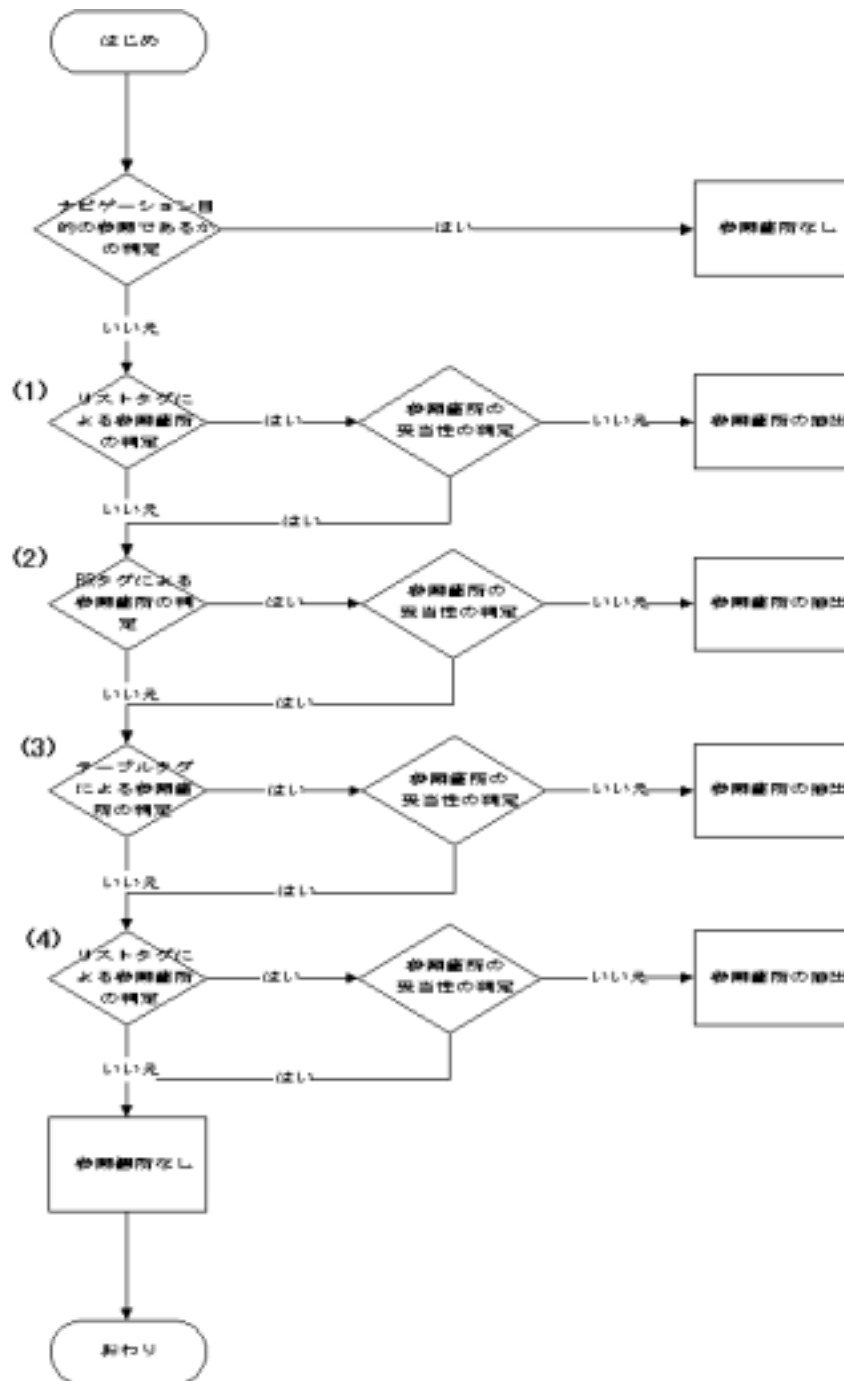 はじめ
ナビゲーション目
的の参照であるか
の判定
はい
参照箇所なし
いいえ
(1)
リストタグに
よる参照箇所
の判定
はい
参照箇所の
妥当性の判定
いいえ
参照箇所の抽出
いいえ
はい
(2)
BRタグによる
参照箇所の判
定
はい
参照箇所の
妥当性の判定
いいえ
参照箇所の抽出
いいえ
はい
(3)
テーブルタグ
による参照箇
所の判定
はい
参照箇所の
妥当性の判定
いいえ
参照箇所の抽出
いいえ
はい
(4)
リストタグに
よる参照箇所
の判定
はい
参照箇所の
妥当性の判定
いいえ
参照箇所の抽出
いいえ
はい
参照個所なし
おわり